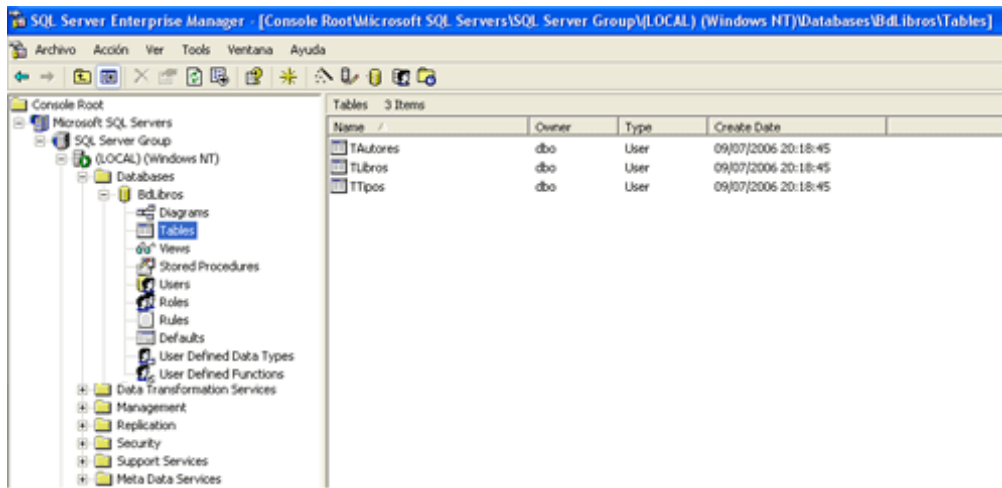 SQL Server Enterprise Manager - [Console Root\Microsoft SQL Servers\SQL Server Group\(LOCAL) (Windows NT)\Databases\BdLibros\Tables]
Archivo Acción Ver Tools Ventana Ayuda
Console Root
Microsoft SQL Servers
SQL Server Group
(LOCAL) (Windows NT)
Databases
BdLibros
Diagrams
Tables
Views
Stored Procedures
Users
Roles
Rules
Defaults
User Defined Data Types
User Defined Functions
Data Transformation Services
Management
Replication
Security
Support Services
Meta Data Services
Tables 3 Items
Name Owner Type Create Date
TAutores dbo User 09/07/2006 20:18:45
TLibros dbo User 09/07/2006 20:18:45
TTipos dbo User 09/07/2006 20:18:45